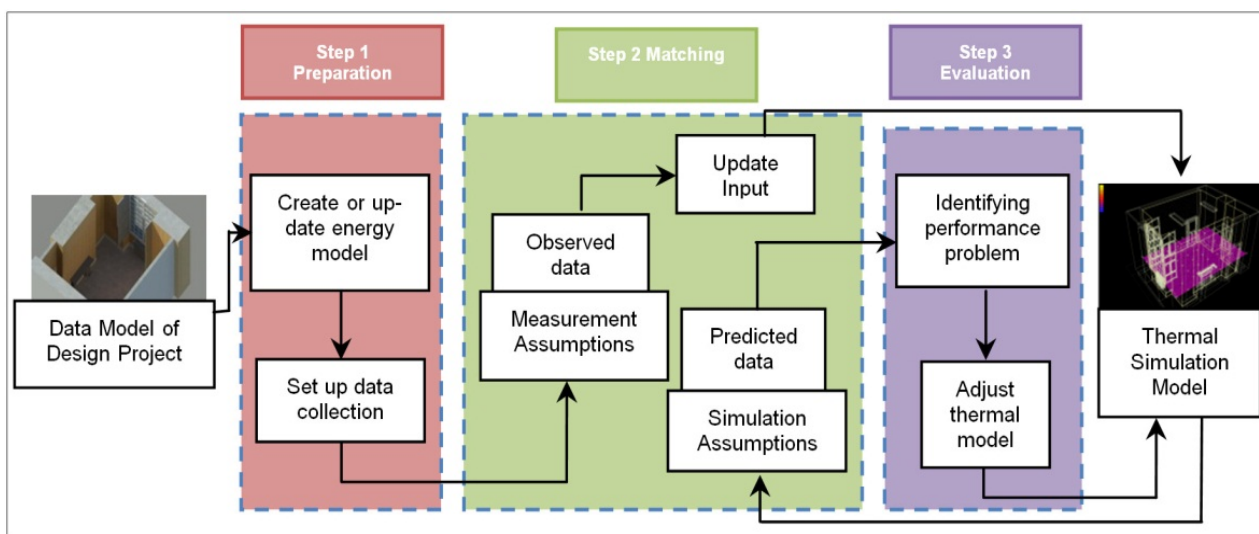 Step 1
Preparation
Step 2 Matching
Step 3
Evaluation
Data Model of
Design Project
Create or up-
date energy
model
Set up data
collection
Observed
data
Measurement
Assumptions
Update
Input
Predicted
data
Simulation
Assumptions
Identifying
performance
problem
Adjust
thermal
model
Thermal
Simulation
Model